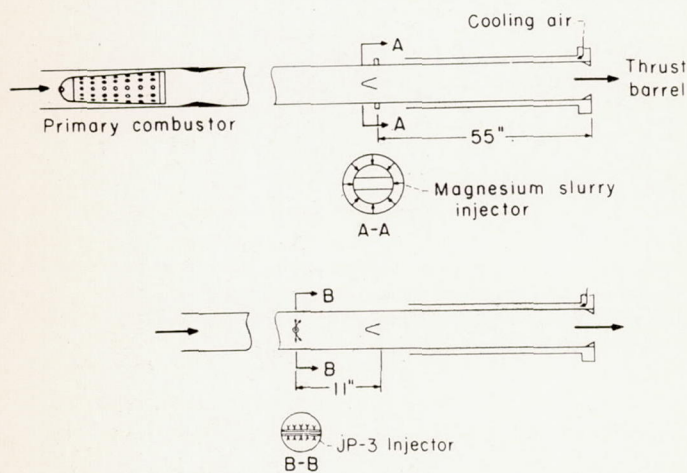 Cooling air
A
Thrust
barrel
Primary combustor
A
55"
Magnesium slurry
injector
A-A
B
B
11"
JP-3 Injector
B-B